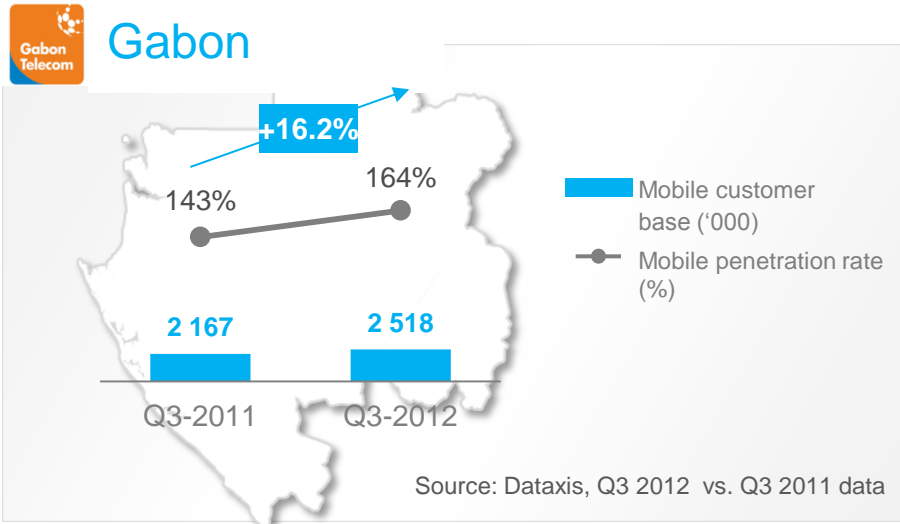 Gabon
Telecom
Gabon
+16.2%
143%
164%
2 167
2 518
Q3-2011
Q3-2012
Mobile customer
base (‘000)
Mobile penetration rate
(%)
Source: Dataxis, Q3 2012 vs. Q3 2011 data